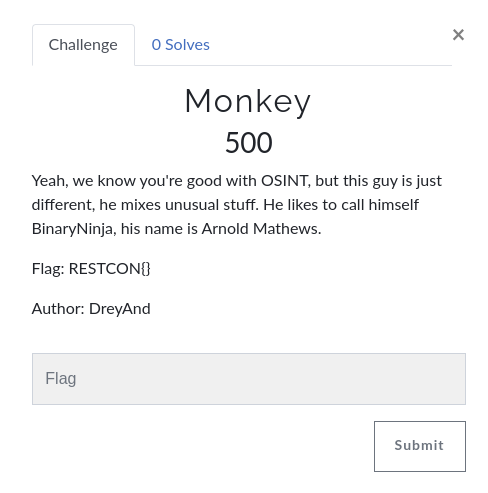 Challenge
0 Solves
×
Monkey
500
Yeah, we know you're good with OSINT, but this guy is just
different, he mixes unusual stuff. He likes to call himself
BinaryNinja, his name is Arnold Mathews.
Flag: RESTCON{}
Author: DreyAnd
Flag
Submit